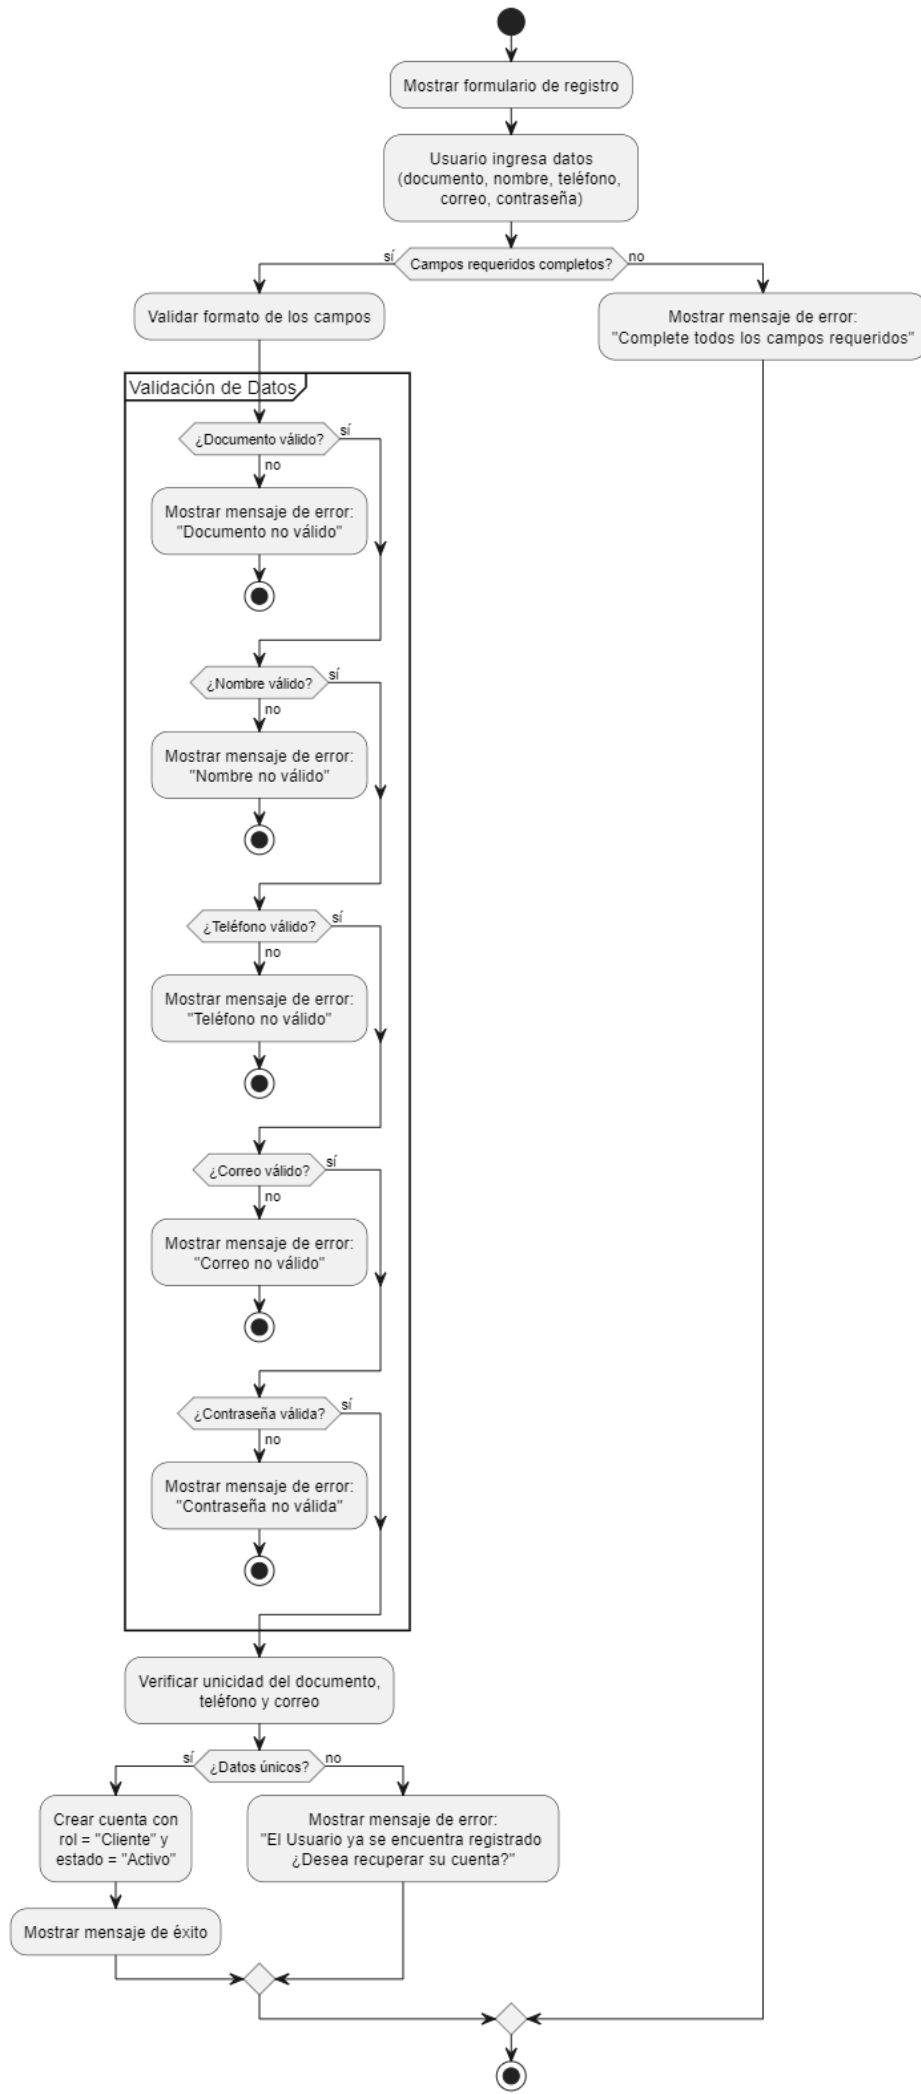 Mostrar formulario de registro
Usuario ingresa datos
(documento, nombre, teléfono,
correo, contraseña)
sí
Campos requeridos completos?
no
Validar formato de los campos
Mostrar mensaje de error:
"Complete todos los campos requeridos"
Validación de Datos
¿Documento válido?
sí
no
Mostrar mensaje de error:
"Documento no válido"
¿Nombre válido?
sí
no
Mostrar mensaje de error:
"Nombre no válido"
¿Teléfono válido?
sí
no
Mostrar mensaje de error:
"Teléfono no válido"
¿Correo válido?
sí
no
Mostrar mensaje de error:
"Correo no válido"
¿Contraseña válida?
sí
no
Mostrar mensaje de error:
"Contraseña no válida"
Verificar unicidad del documento,
teléfono y correo
sí
¿Datos únicos?
no
Crear cuenta con
rol = "Cliente" y
estado = "Activo"
Mostrar mensaje de error:
"El Usuario ya se encuentra registrado
¿Desea recuperar su cuenta?"
Mostrar mensaje de éxito